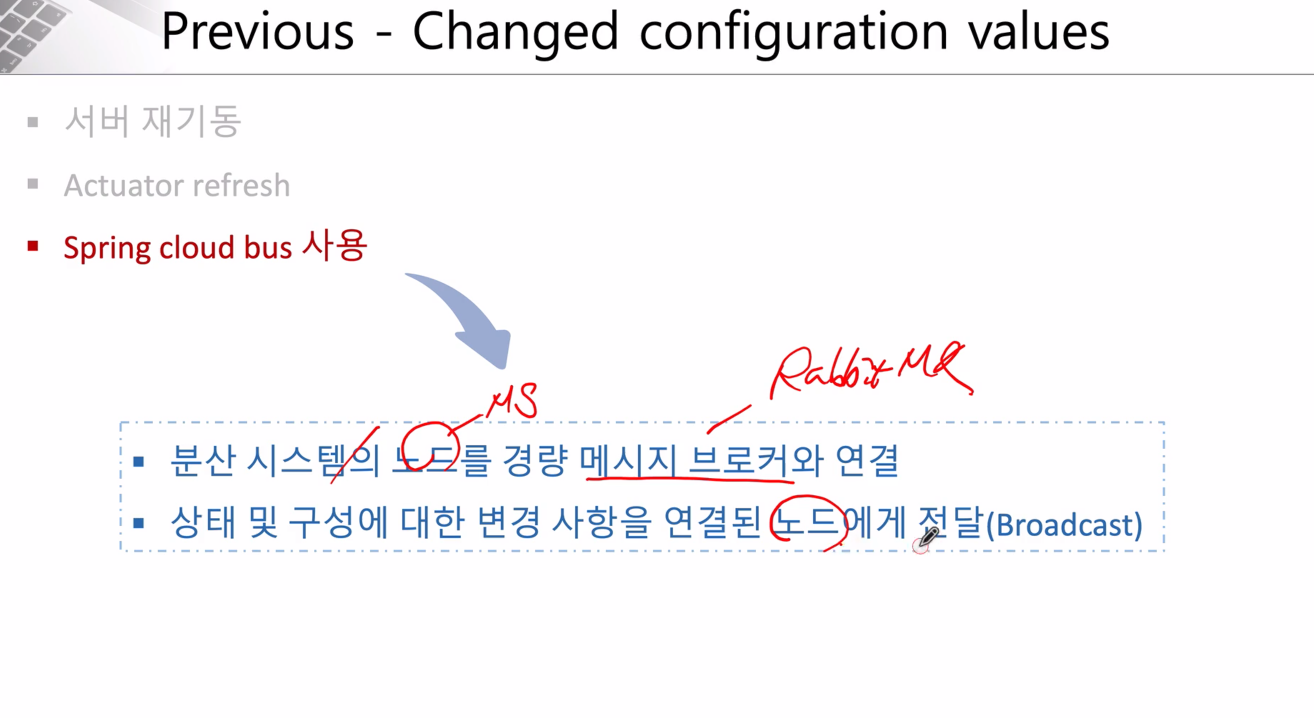 Previous - Changed configuration values
서버 재기동
Actuator refresh
Spring cloud bus 사용
Rabbit MQ
MS
분산 시스템의 노드를 경량 메시지 브로커와 연결
상태 및 구성에 대한 변경 사항을 연결된 노드에게 전달(Broadcast)